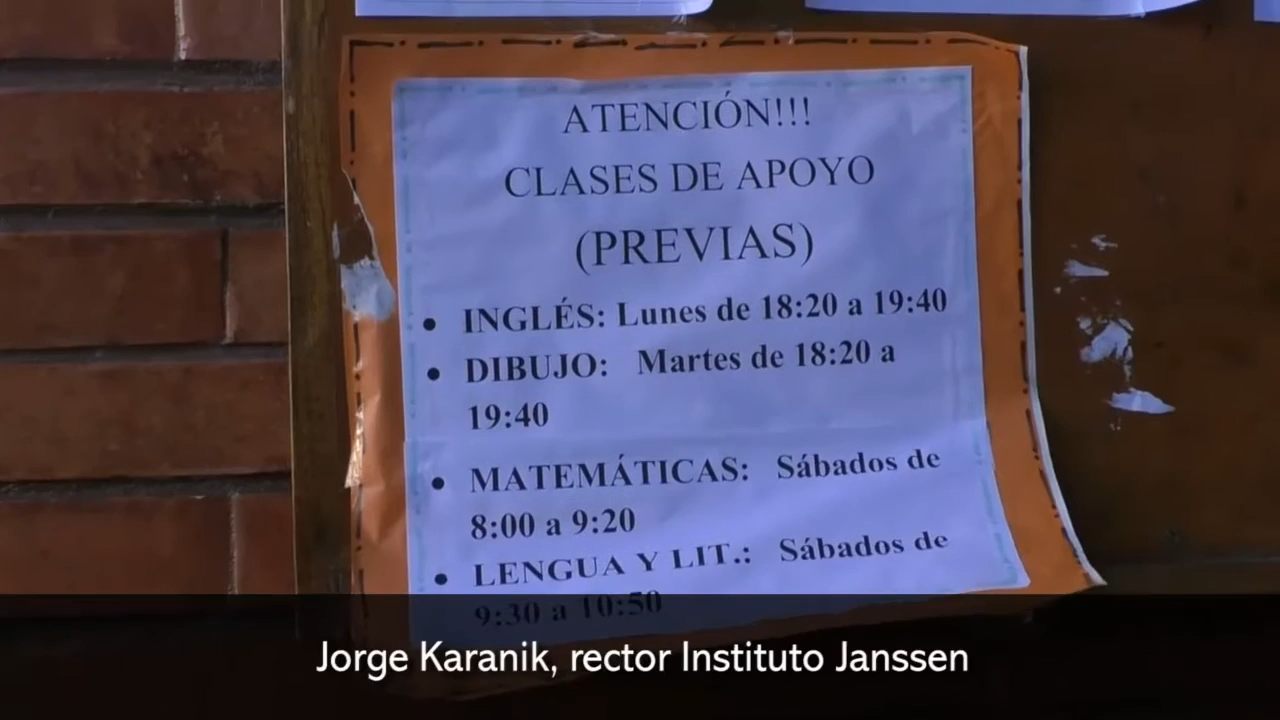 ATENCIÓN!!!
CLASES DE APOYO
(PREVIAS)
• INGLÉS: Lunes de 18:20 a 19:40
• DIBUJO: Martes de 18:20 a
19:40
• MATEMÁTICAS: Sábados de
8:00 a 9:20
• LENGUA Y LIT.: Sábados de
9:30 a 10:50
Jorge Karanik, rector Instituto Janssen